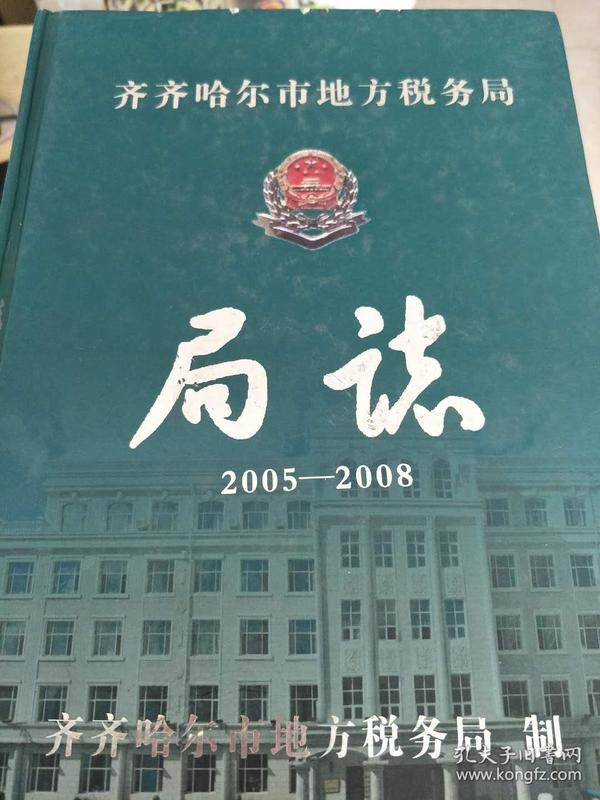 齐齐哈尔市地方税务局
局誌
2005—2008
齐齐哈尔市地方税务局 制
孔夫子旧书网
www.kongfz.com